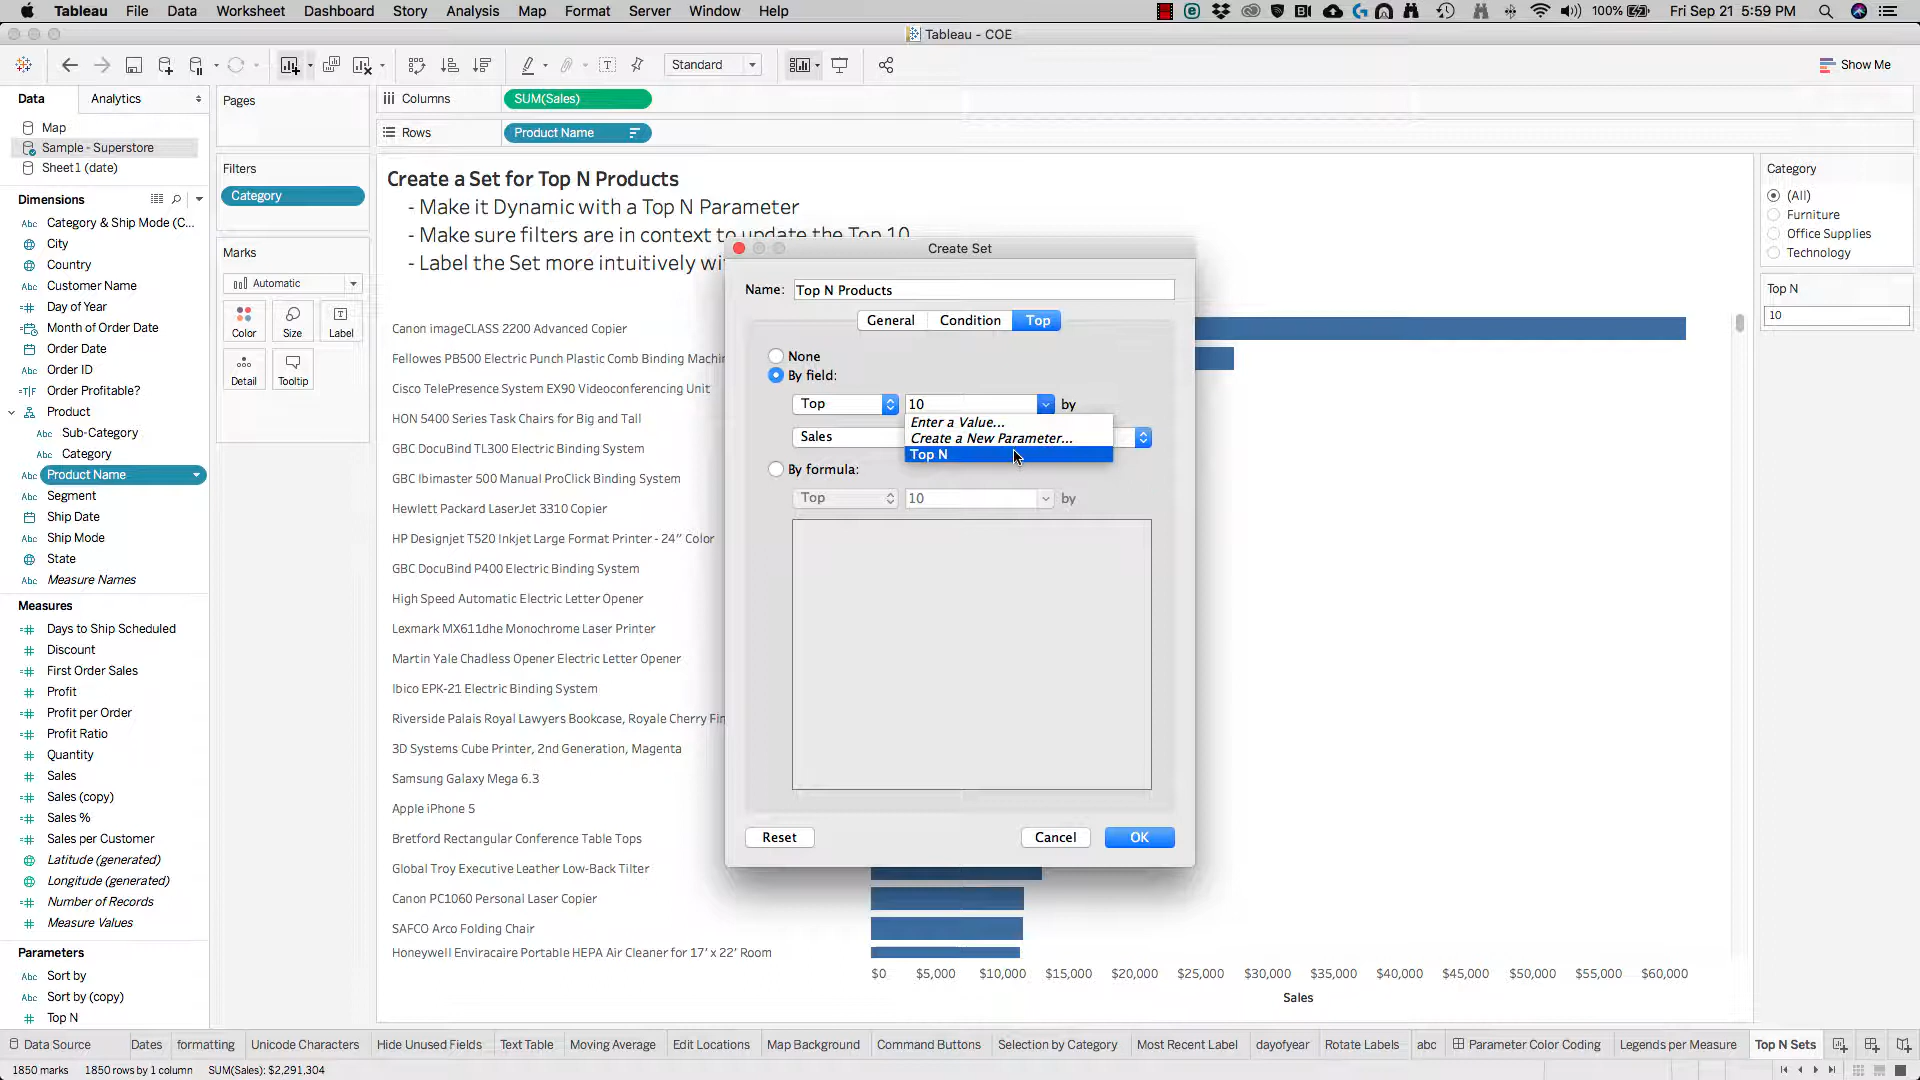 Tableau File Data Worksheet Dashboard Story Analysis Map Format Server Window Help 100% Fri Sep 21 5:59 PM
Tableau - COE
Standard Show Me
Data Analytics
Map
Sample - Superstore
Sheet1 (date)
Dimensions
Abc Category & Ship Mode (C...
City
Country
Abc Customer Name
Day of Year
Month of Order Date
Order Date
Abc Order ID
Order Profitable?
Product
Abc Sub-Category
Abc Category
Abc Product Name
Abc Segment
Ship Date
Abc Ship Mode
State
Abc Measure Names
Measures
Days to Ship Scheduled
Discount
First Order Sales
Profit
Profit per Order
Profit Ratio
Quantity
Sales
Sales (copy)
Sales %
Sales per Customer
Latitude (generated)
Longitude (generated)
Number of Records
Measure Values
Parameters
Abc Sort by
Abc Sort by (copy)
Top N
Pages
Filters
Category
Marks
Automatic
Color Size Label
Detail Tooltip
Columns SUM(Sales)
Rows Product Name
Create a Set for Top N Products
- Make it Dynamic with a Top N Parameter
- Make sure filters are in context to update the Top 10
- Label the Set more intuitively wi
Canon imageCLASS 2200 Advanced Copier
Fellowes PB500 Electric Punch Plastic Comb Binding Machin
Cisco TelePresence System EX90 Videoconferencing Unit
HON 5400 Series Task Chairs for Big and Tall
GBC DocuBind TL300 Electric Binding System
GBC Ibimaster 500 Manual ProClick Binding System
Hewlett Packard LaserJet 3310 Copier
HP Designjet T520 Inkjet Large Format Printer - 24" Color
GBC DocuBind P400 Electric Binding System
High Speed Automatic Electric Letter Opener
Lexmark MX611dhe Monochrome Laser Printer
Martin Yale Chadless Opener Electric Letter Opener
Ibico EPK-21 Electric Binding System
Riverside Palais Royal Lawyers Bookcase, Royale Cherry Fin
3D Systems Cube Printer, 2nd Generation, Magenta
Samsung Galaxy Mega 6.3
Apple iPhone 5
Bretford Rectangular Conference Table Tops
Global Troy Executive Leather Low-Back Tilter
Canon PC1060 Personal Laser Copier
SAFCO Arco Folding Chair
Honeywell Enviracaire Portable HEPA Air Cleaner for 17' x 22' Room
$0 $5,000 $10,000 $15,000 $20,000 $25,000 $30,000 $35,000 $40,000 $45,000 $50,000 $55,000 $60,000
Sales
Create Set
Name: Top N Products
General Condition Top
None
By field:
Top 10 by
Enter a Value...
Sales Create a New Parameter...
Top N
By formula:
Top 10 by
Reset Cancel OK
Category
(All)
Furniture
Office Supplies
Technology
Top N
10
Data Source Dates formatting Unicode Characters Hide Unused Fields Text Table Moving Average Edit Locations Map Background Command Buttons Selection by Category Most Recent Label dayofyear Rotate Labels abc Parameter Color Coding Legends per Measure Top N Sets
1850 marks 1850 rows by 1 column SUM(Sales): $2,291,304